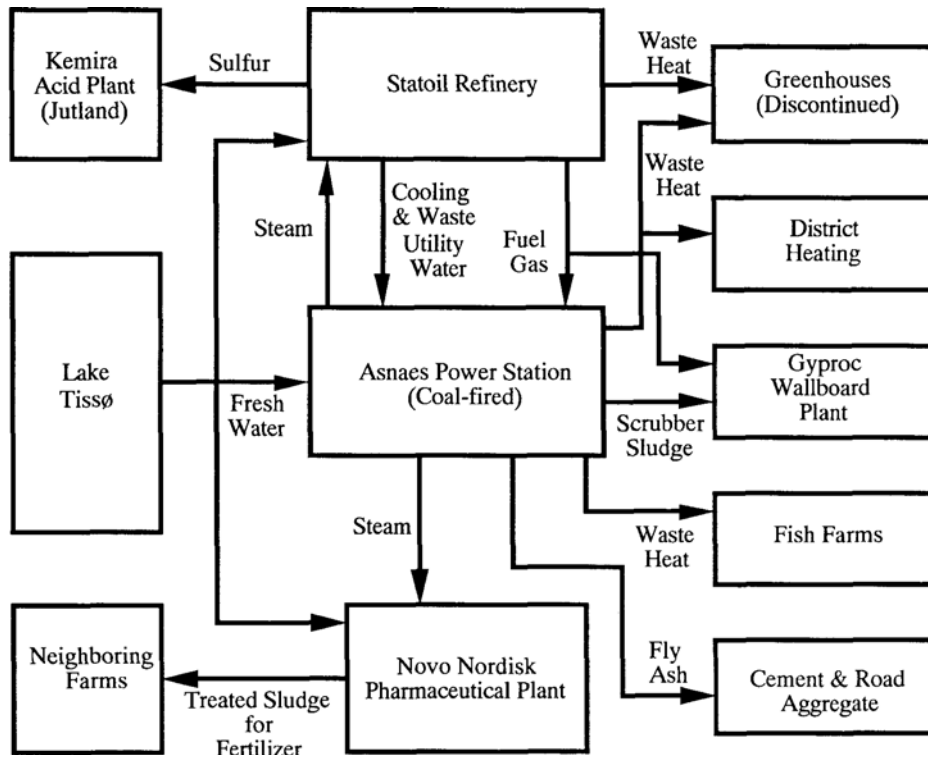 Kemira
Acid Plant
(Jutland)
Sulfur
Statoil Refinery
Waste
Heat
Greenhouses
(Discontinued)
Waste
Heat
Steam
Cooling
& Waste
Utility
Water
Fuel
Gas
District
Heating
Lake
Tissø
Fresh
Water
Asnaes Power Station
(Coal-fired)
Gyproc
Wallboard
Plant
Scrubber
Sludge
Steam
Waste
Heat
Fish Farms
Neighboring
Farms
Treated Sludge
for
Fertilizer
Novo Nordisk
Pharmaceutical Plant
Fly
Ash
Cement & Road
Aggregate